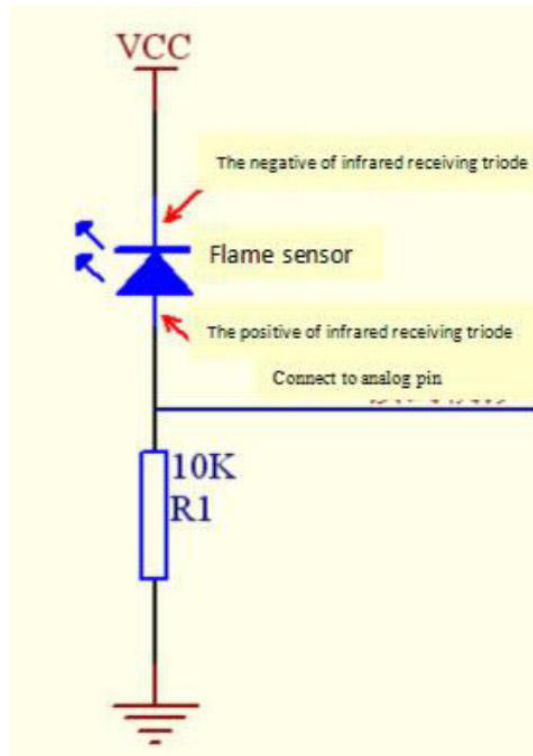 VCC
The negative of infrared receiving triode
Flame sensor
The positive of infrared receiving triode
Connect to analog pin
10K
R1